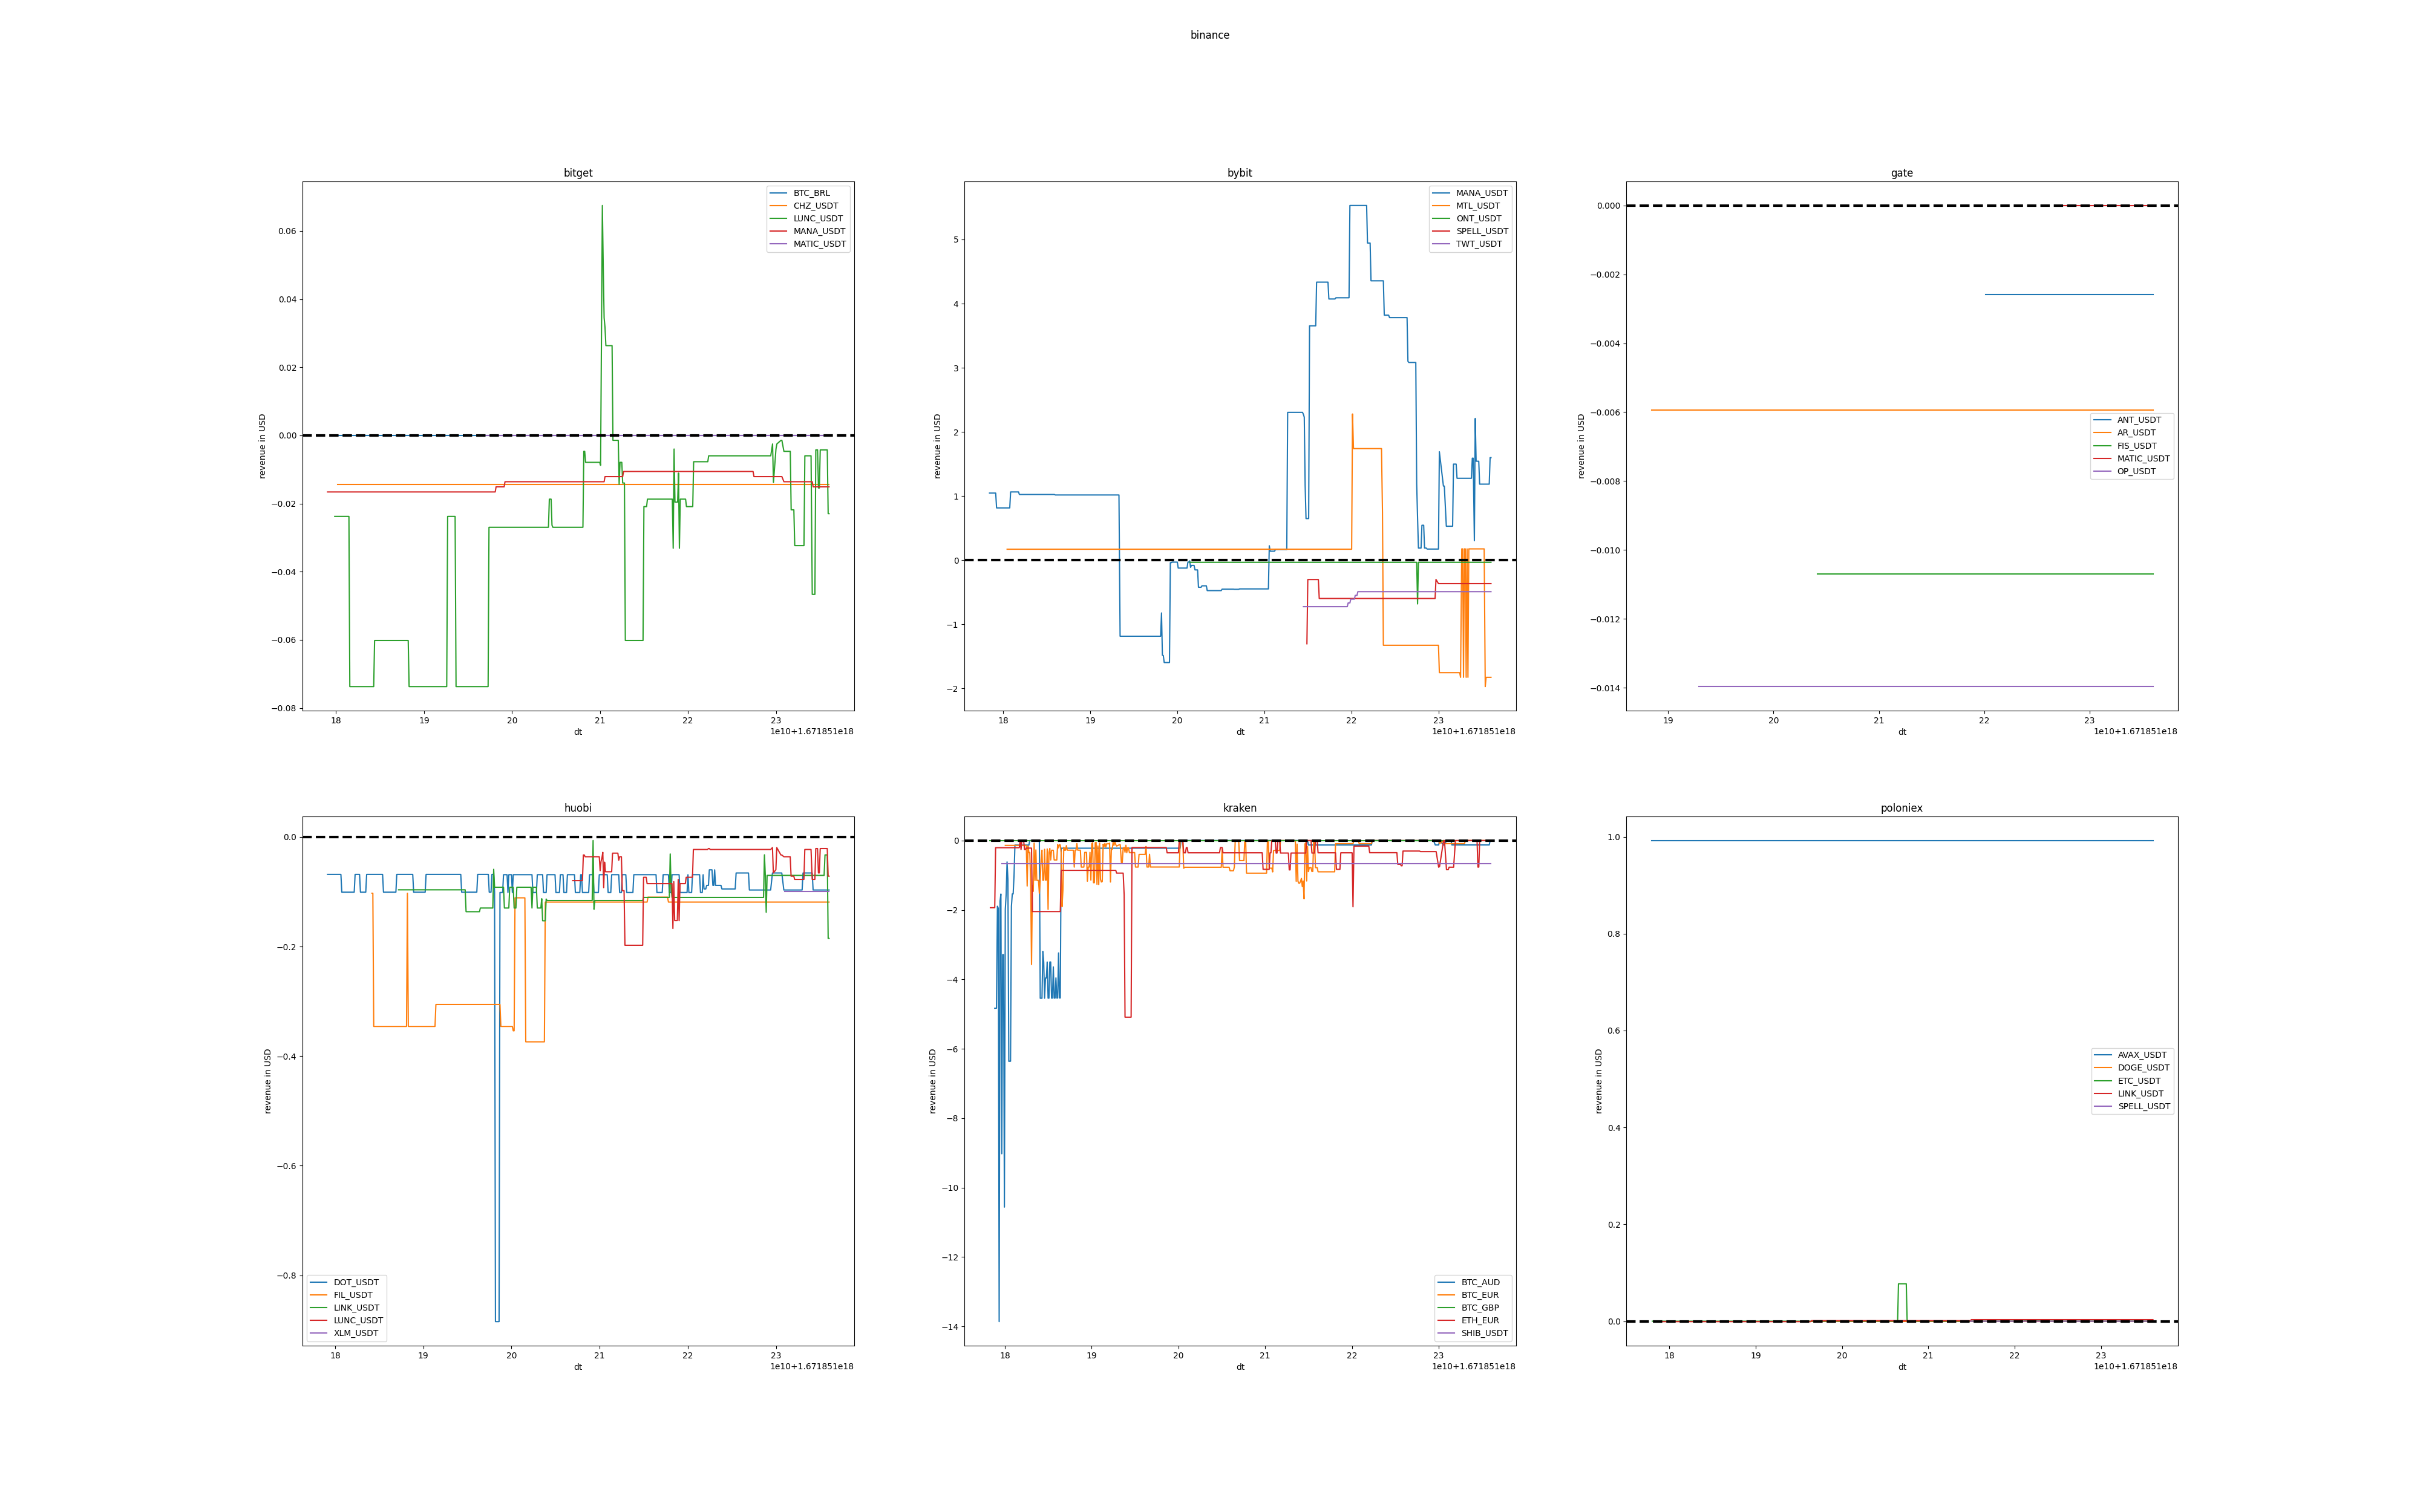 binance
bitget
BTC_BRL
CHZ_USDT
LUNC_USDT
MANA_USDT
MATIC_USDT
0.06
0.04
0.02
0.00
−0.02
−0.04
−0.06
−0.08
revenue in USD
18 19 20 21 22 23
dt
1e10+1.671851e18
bybit
MANA_USDT
MTL_USDT
ONT_USDT
SPELL_USDT
TWT_USDT
5
4
3
2
1
0
−1
−2
revenue in USD
18 19 20 21 22 23
dt
1e10+1.671851e18
gate
0.000
−0.002
−0.004
−0.006
−0.008
−0.010
−0.012
−0.014
revenue in USD
ANT_USDT
AR_USDT
FIS_USDT
MATIC_USDT
OP_USDT
19 20 21 22 23
dt
1e10+1.671851e18
huobi
0.0
−0.2
−0.4
−0.6
−0.8
revenue in USD
DOT_USDT
FIL_USDT
LINK_USDT
LUNC_USDT
XLM_USDT
18 19 20 21 22 23
dt
1e10+1.671851e18
kraken
0
−2
−4
−6
−8
−10
−12
−14
revenue in USD
BTC_AUD
BTC_EUR
BTC_GBP
ETH_EUR
SHIB_USDT
18 19 20 21 22 23
dt
1e10+1.671851e18
poloniex
1.0
0.8
0.6
0.4
0.2
0.0
revenue in USD
AVAX_USDT
DOGE_USDT
ETC_USDT
LINK_USDT
SPELL_USDT
18 19 20 21 22 23
dt
1e10+1.671851e18